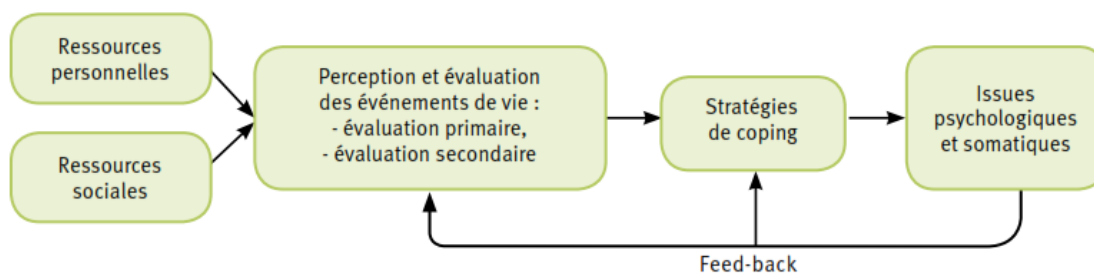 Ressources
personnelles
Ressources
sociales
Perception et évaluation
des événements de vie :
- évaluation primaire,
- évaluation secondaire
Stratégies
de coping
Issues
psychologiques
et somatiques
Feed-back